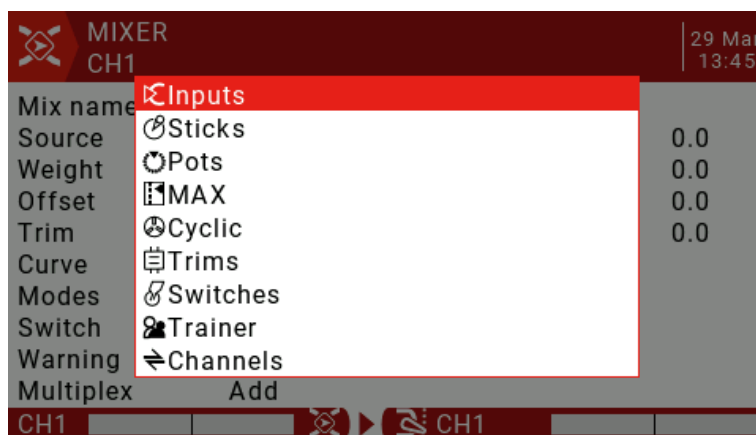 MIXER
CH1
29 Mar
13:45
Mix name
Source 0.0
Weight 0.0
Offset 0.0
Trim 0.0
Curve
Modes
Switch
Warning
Multiplex Add
Inputs
Sticks
Pots
MAX
Cyclic
Trims
Switches
Trainer
Channels
CH1 CH1